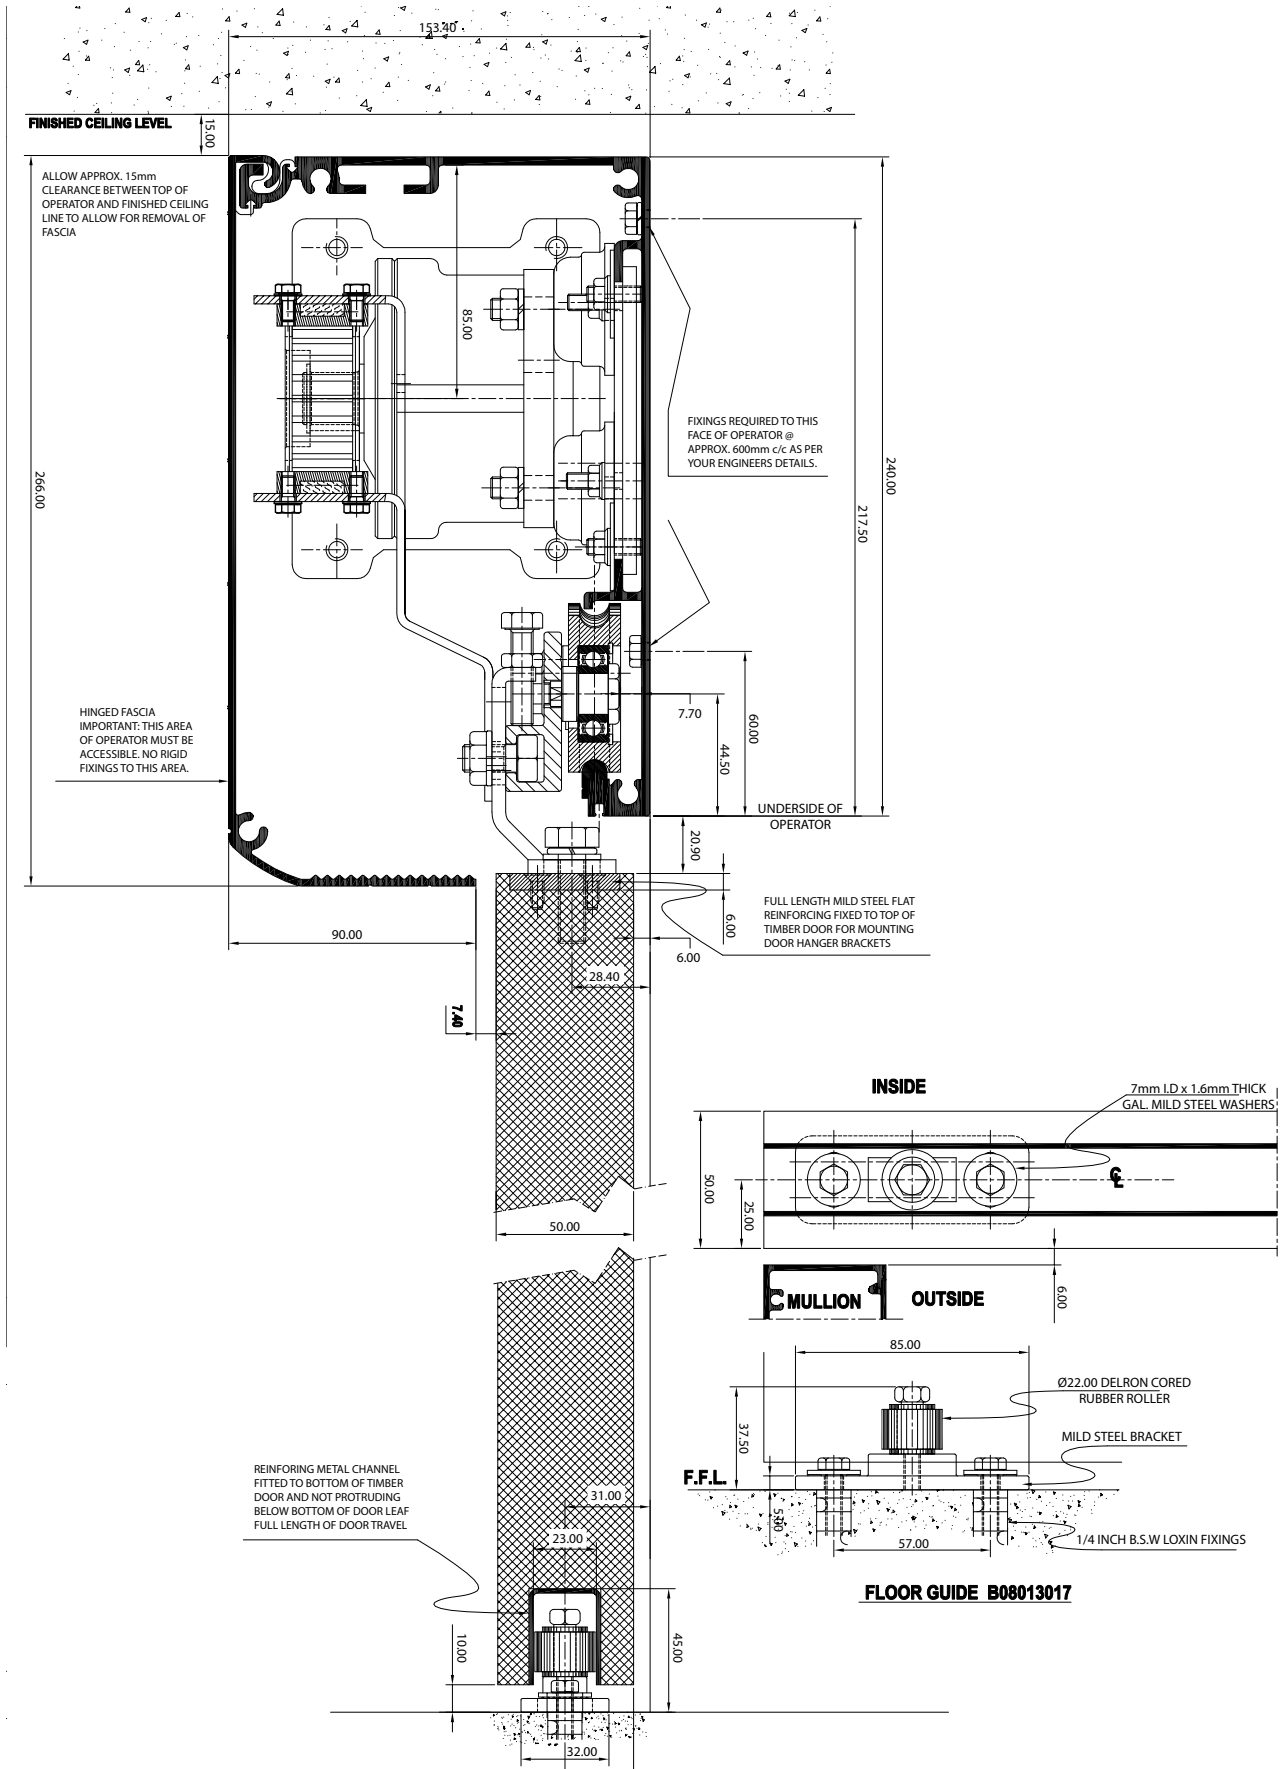 153.40
FINISHED CEILING LEVEL
15.00
ALLOW APPROX. 15mm
CLEARANCE BETWEEN TOP OF
OPERATOR AND FINISHED CEILING
LINE TO ALLOW FOR REMOVAL OF
FASCIA
85.00
FIXINGS REQUIRED TO THIS
FACE OF OPERATOR @
APPROX. 600mm c/c AS PER
YOUR ENGINEERS DETAILS.
266.00
240.00
217.50
HINGED FASCIA
IMPORTANT: THIS AREA
OF OPERATOR MUST BE
ACCESSIBLE. NO RIGID
FIXINGS TO THIS AREA.
7.70
60.00
44.50
UNDERSIDE OF
OPERATOR
20.90
FULL LENGTH MILD STEEL FLAT
REINFORCING FIXED TO TOP OF
TIMBER DOOR FOR MOUNTING
DOOR HANGER BRACKETS
6.00
90.00
6.00
28.40
7.40
INSIDE
7mm I.D x 1.6mm THICK
GAL. MILD STEEL WASHERS
50.00
25.00
CL
50.00
6.00
MULLION
OUTSIDE
85.00
Ø22.00 DELRON CORED
RUBBER ROLLER
37.50
MILD STEEL BRACKET
F.F.L.
5.00
57.00
1/4 INCH B.S.W LOXIN FIXINGS
FLOOR GUIDE B08013017
REINFORING METAL CHANNEL
FITTED TO BOTTOM OF TIMBER
DOOR AND NOT PROTRUDING
BELOW BOTTOM OF DOOR LEAF
FULL LENGTH OF DOOR TRAVEL
31.00
23.00
10.00
45.00
32.00